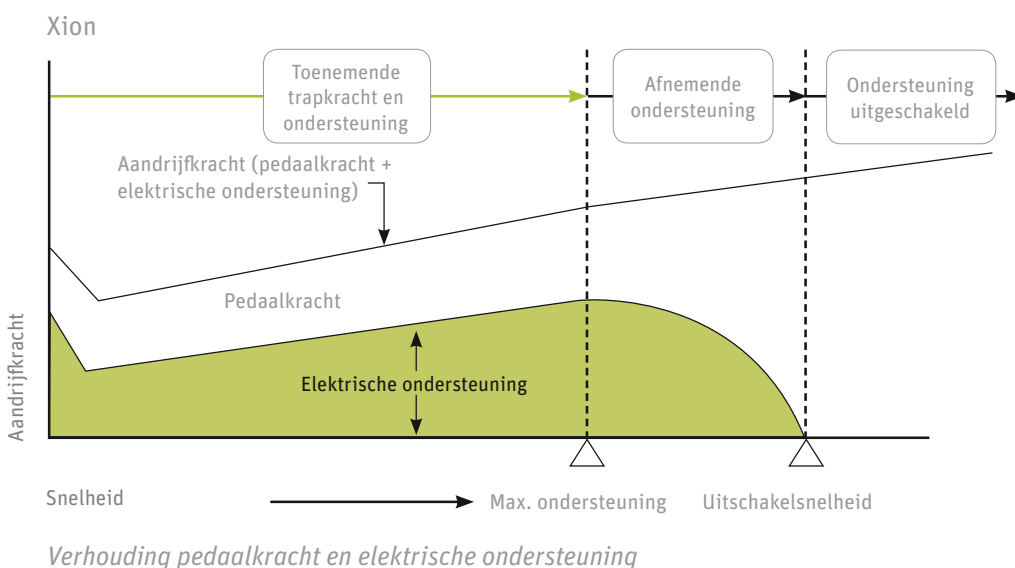 Xion
Toenemende
trapkracht en
ondersteuning
Afnemende
ondersteuning
Ondersteuning
uitgeschakeld
Aandrijfkracht (pedaalkracht +
elektrische ondersteuning)
Pedaalkracht
Elektrische ondersteuning
Aandrijfkracht
Snelheid
Max. ondersteuning
Uitschakelsnelheid
Verhouding pedaalkracht en elektrische ondersteuning